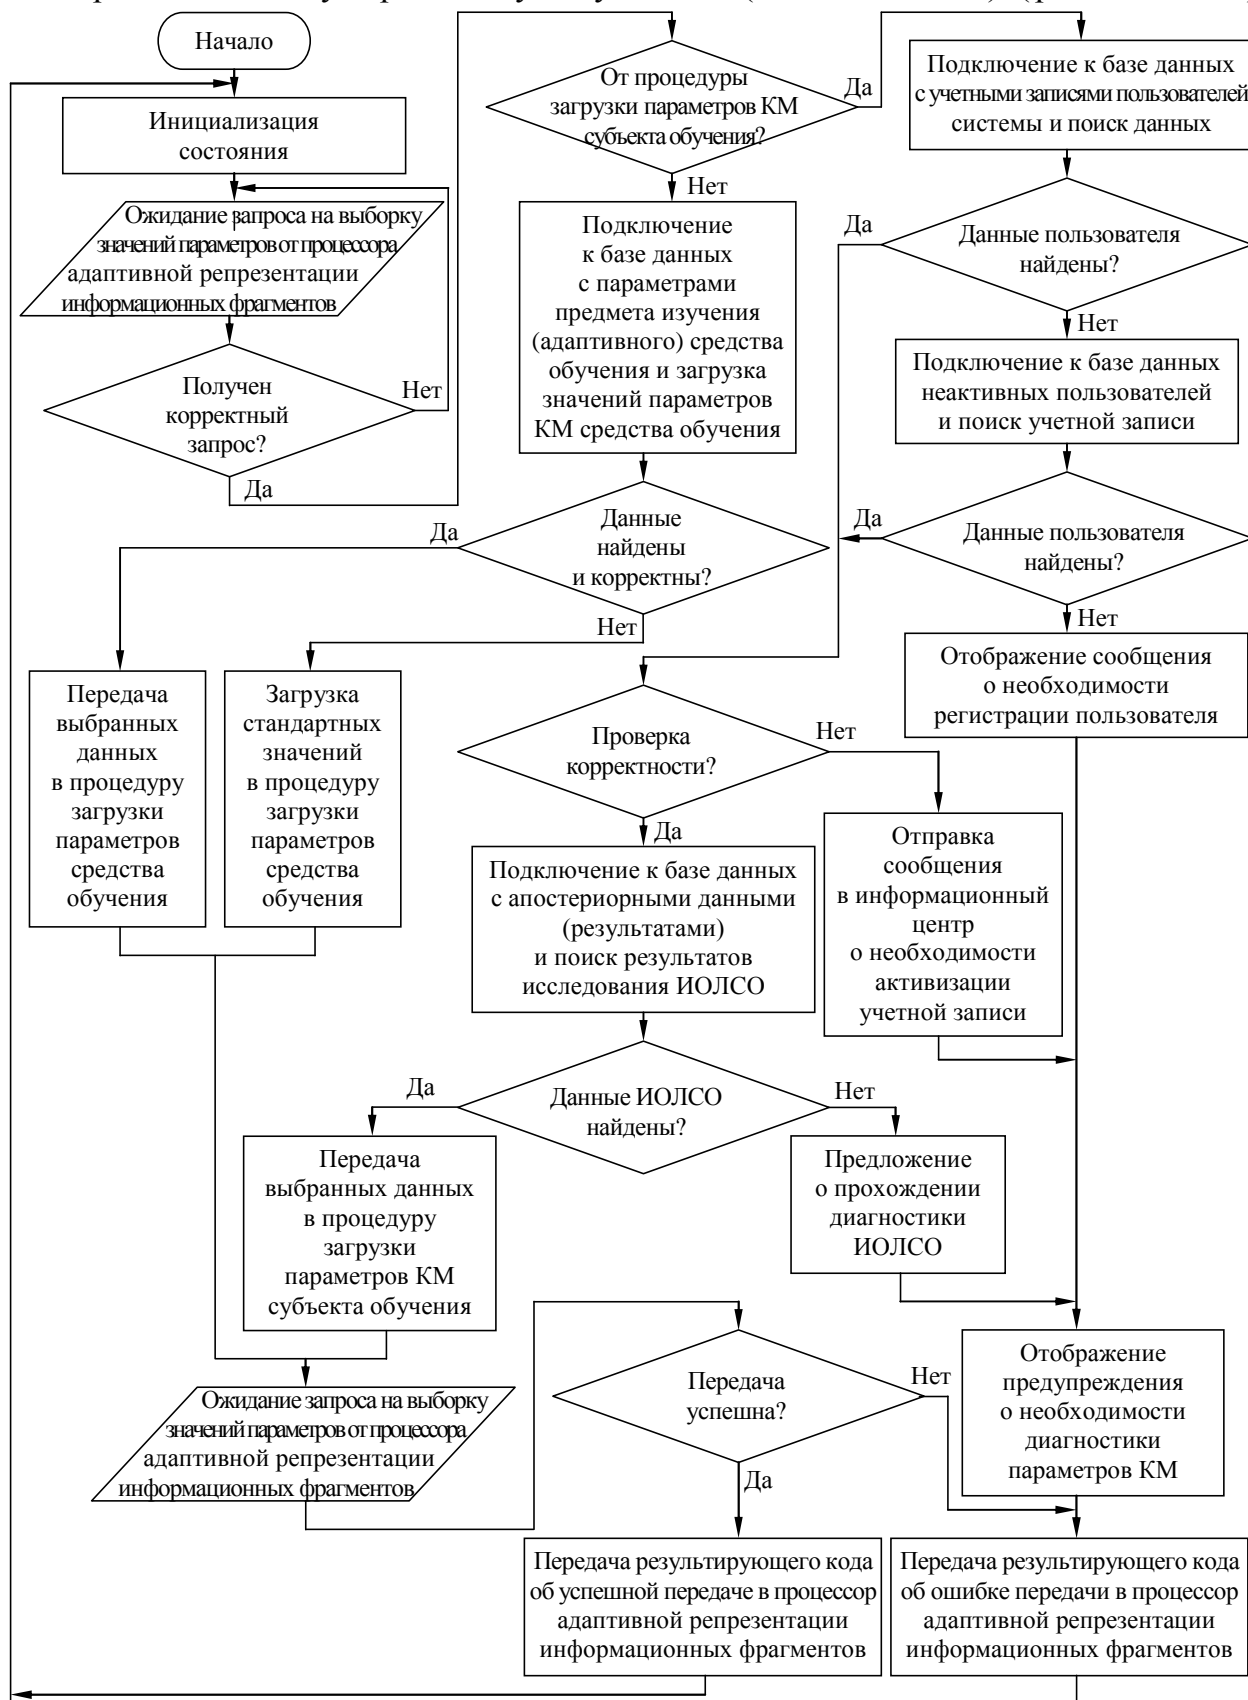 Начало
Инициализация
состояния
Ожидание запроса на выборку
значений параметров от процессора
адаптивной репрезентации
информационных фрагментов
Получен
корректный
запрос?
Нет
Да
От процедуры
загрузки параметров КМ
субъекта обучения?
Да
Нет
Подключение к базе данных
с учетными записями пользователей
системы и поиск данных
Подключение
к базе данных
с параметрами
предмета изучения
(адаптивного) средства
обучения и загрузка
значений параметров
КМ средства обучения
Да
Данные пользователя
найдены?
Нет
Подключение к базе данных
неактивных пользователей
и поиск учетной записи
Да
Данные
найдены
и корректны?
Нет
Да
Данные пользователя
найдены?
Нет
Отображение сообщения
о необходимости
регистрации пользователя
Передача
выбранных
данных
в процедуру
загрузки
параметров
средства
обучения
Загрузка
стандартных
значений
в процедуру
загрузки
параметров
средства
обучения
Проверка
корректности?
Нет
Да
Отправка
сообщения
в информационный
центр
о необходимости
активизации
учетной записи
Подключение к базе данных
с апостериорными данными
(результатами)
и поиск результатов
исследования ИОЛСО
Да
Данные ИОЛСО
найдены?
Нет
Передача
выбранных данных
в процедуру
загрузки
параметров КМ
субъекта обучения
Предложение
о прохождении
диагностики
ИОЛСО
Ожидание запроса на выборку
значений параметров от процессора
адаптивной репрезентации
информационных фрагментов
Передача
успешна?
Нет
Да
Отображение
предупреждения
о необходимости
диагностики
параметров КМ
Передача результирующего кода
об успешной передаче в процессор
адаптивной репрезентации
информационных фрагментов
Передача результирующего кода
об ошибке передачи в процессор
адаптивной репрезентации
информационных фрагментов